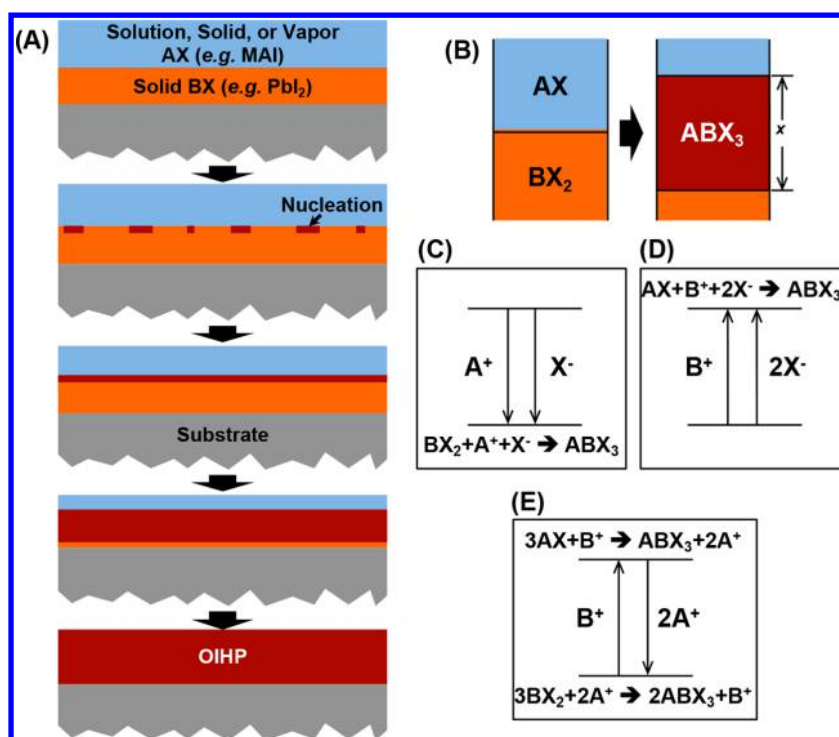 (A)
Solution, Solid, or Vapor
AX (e.g. MAI)
Solid BX (e.g. PbI₂)
Nucleation
Substrate
OIHP
(B)
AX
BX₂
ABX₃
x
(C)
A⁺ X⁻
BX₂+A⁺+X⁻ ➔ ABX₃
(D)
AX+B⁺+2X⁻ ➔ ABX₃
B⁺ 2X⁻
(E)
3AX+B⁺ ➔ ABX₃+2A⁺
B⁺ 2A⁺
3BX₂+2A⁺ ➔ 2ABX₃+B⁺